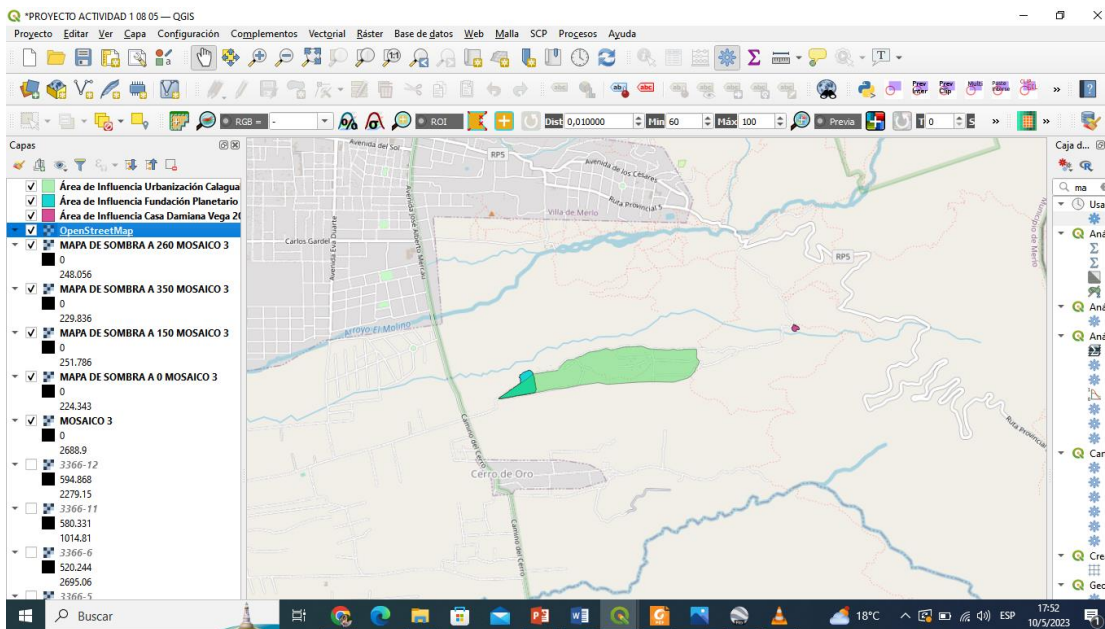 *PROYECTO ACTIVIDAD 1 08 05 — QGIS
Proyecto Editar Ver Capa Configuración Complementos Vectorial Ráster Base de datos Web Malla SCP Procesos Ayuda
RGB = -
ROI
Dist 0,010000
Min 60
Máx 100
Previa
T 0
S
Capas
Caja d...
Área de Influencia Urbanización Calagua
Área de Influencia Fundación Planetario
Área de Influencia Casa Damiana Vega 20
OpenStreetMap
MAPA DE SOMBRA A 260 MOSAICO 3
0
248.056
MAPA DE SOMBRA A 350 MOSAICO 3
0
229.836
MAPA DE SOMBRA A 150 MOSAICO 3
0
251.786
MAPA DE SOMBRA A 0 MOSAICO 3
0
224.343
MOSAICO 3
0
2688.9
3366-12
594.868
2279.15
3366-11
580.331
1014.81
3366-6
520.244
2695.06
3366-5
Avenida del Sol
RP5
Avenida de los Césares
Ruta Provincial 5
Villa de Merlo
Avenida José Alberto Mercau
Avenida Eva Duarte
Carlos Gardel
Municipio de Merlo
RP5
Arroyo El Molino
Camino del Cerro
Ruta Provincial
Cerro de Oro
Camino del Cerro
ma
Usa
Aná
Aná
Aná
Car
Cre
Geo
Buscar
18°C
ESP
17:52
10/5/2023